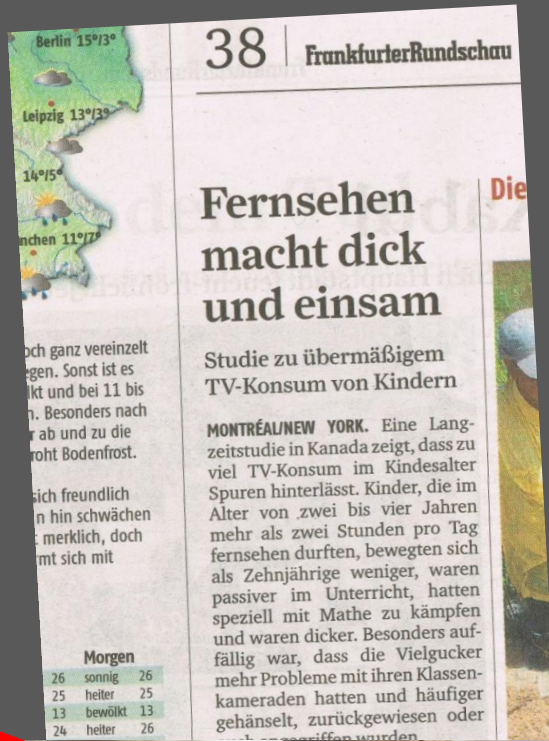 Berlin 15°/3°
Leipzig 13°/3°
14°/5°
nchen 11°/7°
och ganz vereinzelt
egen. Sonst ist es
lkt und bei 11 bis
n. Besonders nach
r ab und zu die
roht Bodenfrost.
sich freundlich
n hin schwächen
merklich, doch
mt sich mit
Morgen
26 sonnig 26
25 heiter 25
13 bewölkt 13
24 heiter 26
38 FrankfurterRundschau
Fernsehen
macht dick
und einsam
Studie zu übermäßigem
TV-Konsum von Kindern
MONTRÉAL/NEW YORK. Eine Lang-
zeitstudie in Kanada zeigt, dass zu
viel TV-Konsum im Kindesalter
Spuren hinterlässt. Kinder, die im
Alter von zwei bis vier Jahren
mehr als zwei Stunden pro Tag
fernsehen durften, bewegten sich
als Zehnjährige weniger, waren
passiver im Unterricht, hatten
speziell mit Mathe zu kämpfen
und waren dicker. Besonders auf-
fällig war, dass die Vielgucker
mehr Probleme mit ihren Klassen-
kameraden hatten und häufiger
gehänselt, zurückgewiesen oder
angegriffen wurden.
Die